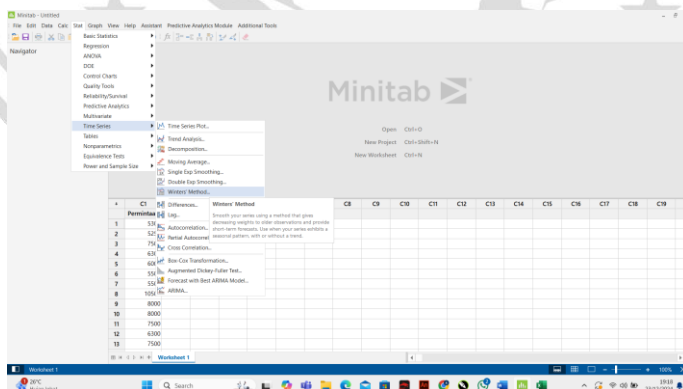 Minitab - Untitled
File Edit Data Calc Stat Graph View Help Assistant Predictive Analytics Module Additional Tools
Navigator
Basic Statistics
Regression
ANOVA
DOE
Control Charts
Quality Tools
Reliability/Survival
Predictive Analytics
Multivariate
Time Series
Tables
Nonparametrics
Equivalence Tests
Power and Sample Size
Time Series Plot...
Trend Analysis...
Decomposition...
Moving Average...
Single Exp Smoothing...
Double Exp Smoothing...
Winters' Method...
Differences...
Lag...
Autocorrelation...
Partial Autocorrel
Cross Correlation...
Box-Cox Transformation...
Augmented Dickey-Fuller Test...
Forecast with Best ARIMA Model...
ARIMA...
Winters' Method
Smooth your series using a method that gives
decreasing weights to older observations and provide
short-term forecasts. Use when your series exhibits a
seasonal pattern, with or without a trend.
Minitab
Open Ctrl+O
New Project Ctrl+Shift+N
New Worksheet Ctrl+N
C1 C8 C9 C10 C11 C12 C13 C14 C15 C16 C17 C18 C19
Permintaa
1
2
3
4
5
6
7
8
9 8000
10 8000
11 7500
12 6300
13 7500
Worksheet 1
Worksheet 1
100%
26°C
Search
19:10